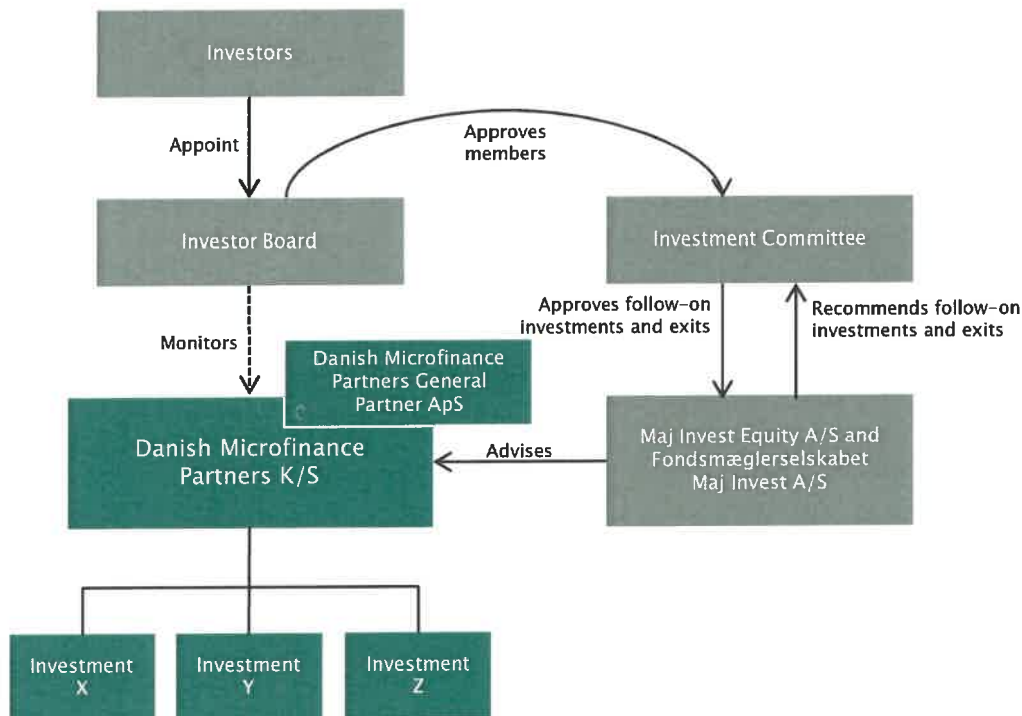 Investors
Appoint
Approves
members
Investor Board
Investment Committee
Monitors
Approves follow-on
investments and exits
Recommends follow-on
investments and exits
Danish Microfinance
Partners General
Partner ApS
Danish Microfinance
Partners K/S
Advises
Maj Invest Equity A/S and
Fondsmæglerselskabet
Maj Invest A/S
Investment
X
Investment
Y
Investment
Z